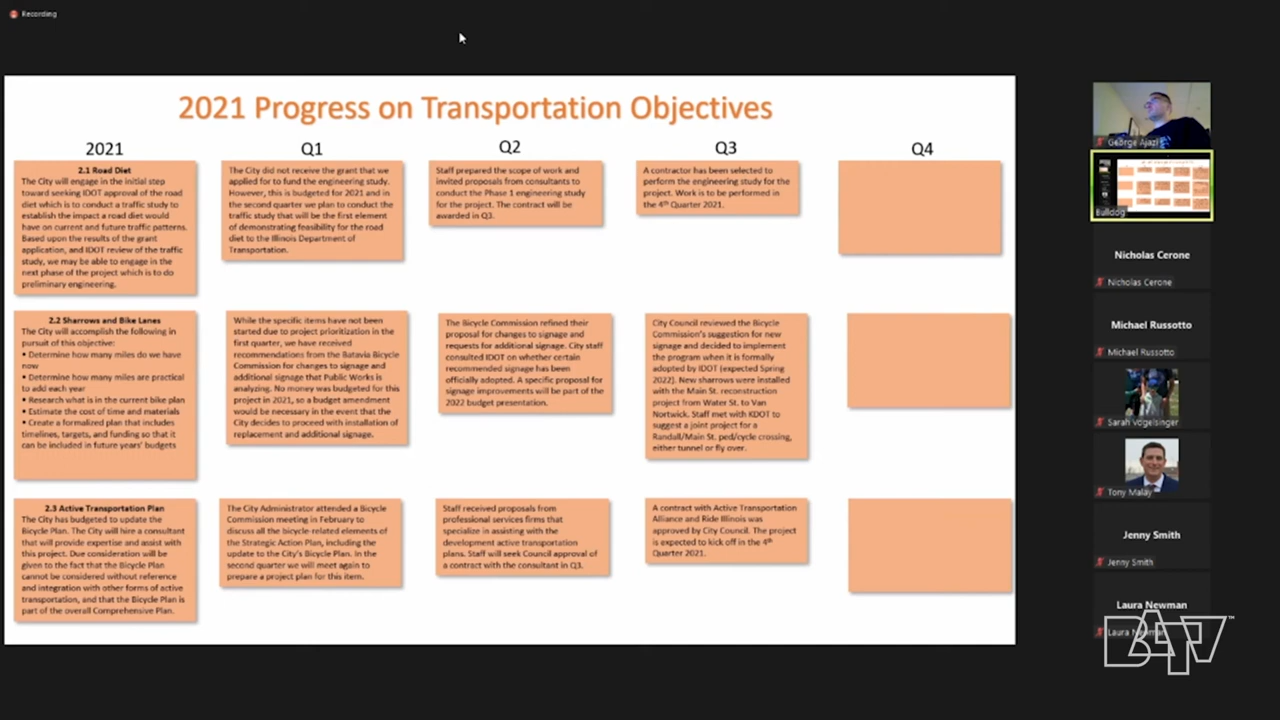 Recording
2021 Progress on Transportation Objectives
2021
Q1
Q2
Q3
Q4
2.1 Road Diet
The City will engage in the initial step
toward seeking IDOT approval of the road
diet which is to conduct a traffic study to
establish the impact a road diet would
have on current and future traffic patterns.
Based upon the results of the grant
application, and IDOT review of the traffic
study, we may be able to engage in the
next phase of the project which is to do
preliminary engineering.
The City did not receive the grant that we
applied for to fund the engineering study.
However, this is budgeted for 2021 and in
the second quarter we plan to conduct the
traffic study that will be the first element
of demonstrating feasibility for the road
diet to the Illinois Department of
Transportation.
Staff prepared the scope of work and
invited proposals from consultants to
conduct the Phase 1 engineering study
for the project. The contract will be
awarded in Q3.
A contractor has been selected to
perform the engineering study for the
project. Work is to be performed in
the 4th Quarter 2021.
2.2 Sharrows and Bike Lanes
The City will accomplish the following in
pursuit of this objective:
• Determine how many miles do we have
now
• Determine how many miles are practical
to add each year
• Research what is in the current bike plan
• Estimate the cost of time and materials
• Create a formalized plan that includes
timelines, targets, and funding so that it
can be included in future years' budgets
While the specific items have not been
started due to project prioritization in the
first quarter, we have received
recommendations from the Batavia Bicycle
Commission for changes to signage and
additional signage that Public Works is
analyzing. No money was budgeted for this
project in 2021, so a budget amendment
would be necessary in the event that the
City decides to proceed with installation of
replacement and additional signage.
The Bicycle Commission refined their
proposal for changes to signage and
requests for additional signage. City staff
consulted IDOT on whether certain
recommended signage has been
officially adopted. A specific proposal for
signage improvements will be part of the
2022 budget presentation.
City Council reviewed the Bicycle
Commission's suggestion for new
signage and decided to implement
the program when it is formally
adopted by IDOT (expected Spring
2022). New sharrows were installed
with the Main St. reconstruction
project from Water St. to Van
Nortwick. Staff met with KDOT to
suggest a joint project for a
Randall/Main St. ped/cycle crossing,
either tunnel or fly over.
2.3 Active Transportation Plan
The City has budgeted to update the
Bicycle Plan. The City will hire a consultant
that will provide expertise and assist with
this project. Due consideration will be
given to the fact that the Bicycle Plan
cannot be considered without reference
and integration with other forms of active
transportation, and that the Bicycle Plan is
part of the overall Comprehensive Plan.
The City Administrator attended a Bicycle
Commission meeting in February to
discuss all the bicycle-related elements of
the Strategic Action Plan, including the
update to the City's Bicycle Plan. In the
second quarter we will meet again to
prepare a project plan for this item.
Staff received proposals from
professional services firms that
specialize in assisting with the
development active transportation
plans. Staff will seek Council approval of
a contract with the consultant in Q3.
A contract with Active Transportation
Alliance and Ride Illinois was
approved by City Council. The project
is expected to kick off in the 4th
Quarter 2021.
George Ajazi
Bulldog
Nicholas Cerone
Nicholas Cerone
Michael Russotto
Michael Russotto
Sarah Vogelsinger
Tony Malay
Jenny Smith
Jenny Smith
Laura Newman
Laura Newman
BATV™